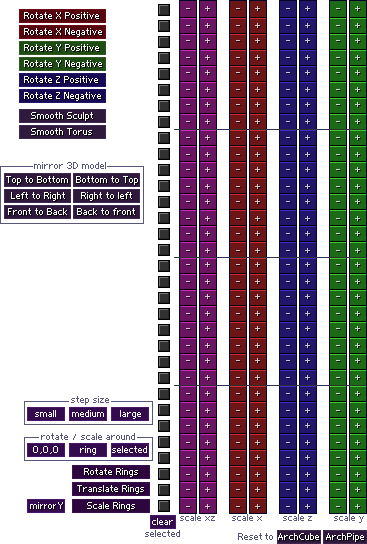 Rotate X Positive
Rotate X Negative
Rotate Y Positive
Rotate Y Negative
Rotate Z Positive
Rotate Z Negative
Smooth Sculpt
Smooth Torus
mirror 3D model
Top to Bottom Bottom to Top
Left to Right Right to left
Front to Back Back to front
step size
small medium large
rotate / scale around
0,0,0 ring selected
Rotate Rings
Translate Rings
mirrorY Scale Rings
clear selected
scale xz scale x scale z scale y
Reset to ArchCube ArchPipe